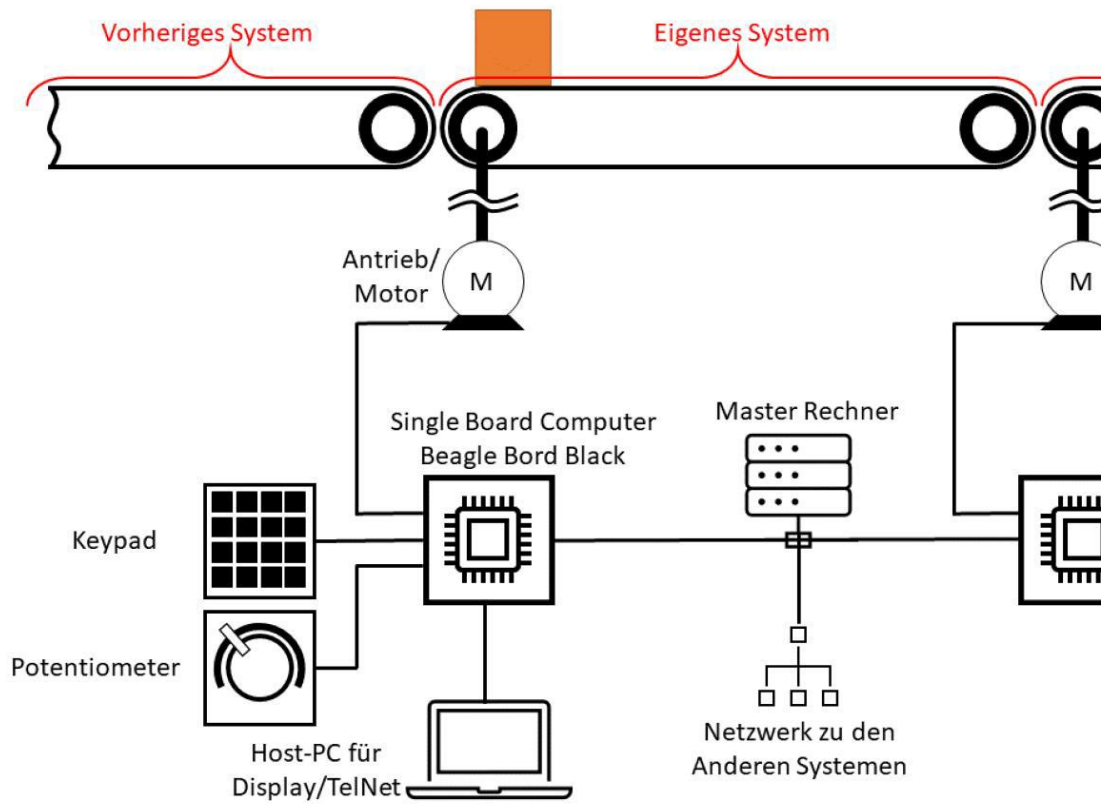 Vorheriges System
Eigenes System
Antrieb/
Motor
M
M
Single Board Computer
Beagle Bord Black
Master Rechner
Keypad
Potentiometer
Host-PC für
Display/TelNet
Netzwerk zu den
Anderen Systemen